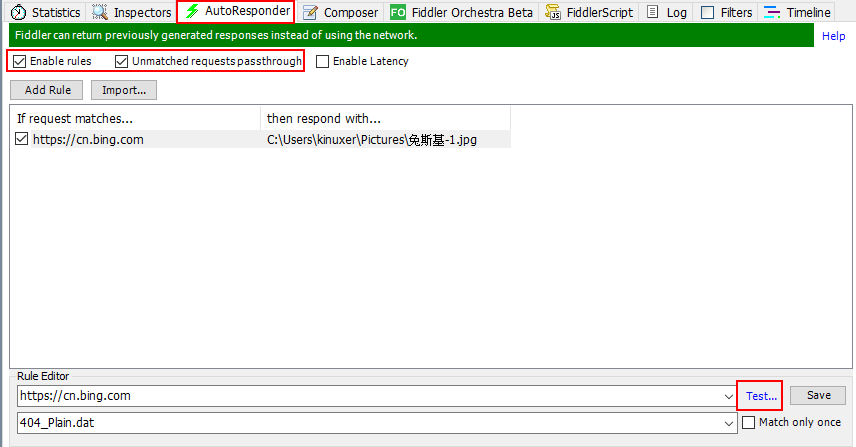 Statistics Inspectors AutoResponder Composer FO Fiddler Orchestra Beta JS FiddlerScript Log Filters Timeline
Fiddler can return previously generated responses instead of using the network. Help
Enable rules Unmatched requests passthrough Enable Latency
Add Rule Import...
If request matches... then respond with...
https://cn.bing.com C:\Users\kinuxer\Pictures\兔斯基-1.jpg
Rule Editor
https://cn.bing.com Test... Save
404_Plain.dat Match only once